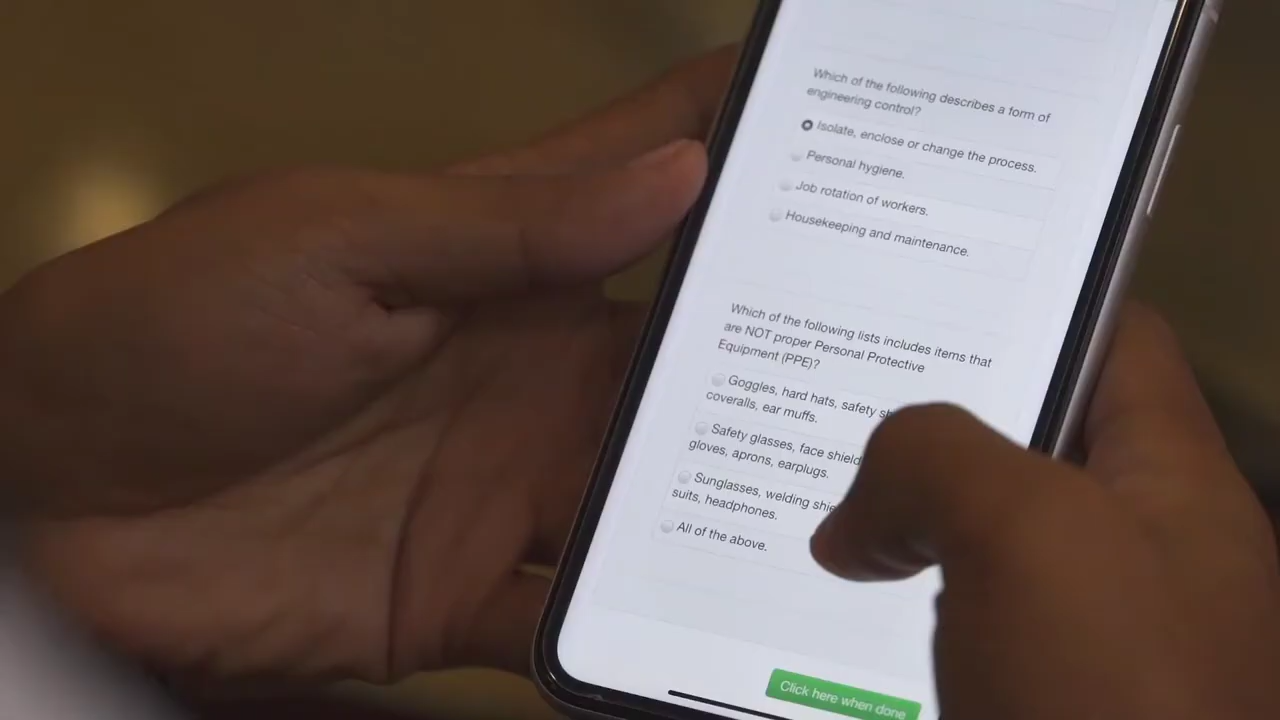 Which of the following describes a form of
engineering control?
Isolate, enclose or change the process.
Personal hygiene.
Job rotation of workers.
Housekeeping and maintenance.
Which of the following lists includes items that
are NOT proper Personal Protective
Equipment (PPE)?
Goggles, hard hats, safety
coveralls, ear muffs.
Safety glasses, face shield
gloves, aprons, earplugs.
Sunglasses, welding
suits, headphones.
All of the above.
Click here when done